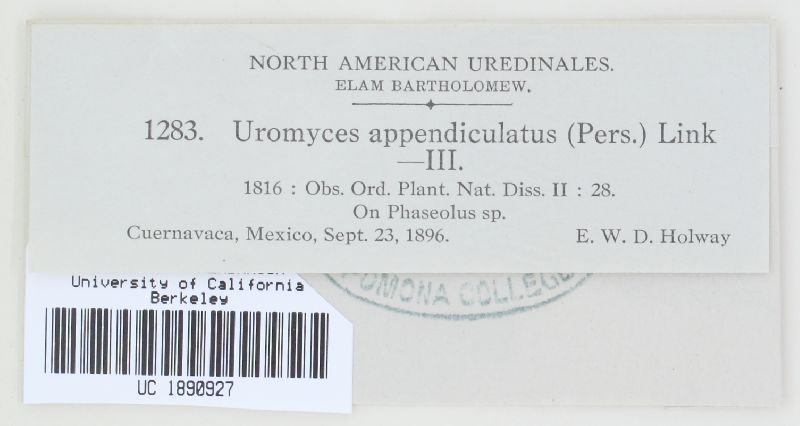 NORTH AMERICAN UREDINALES.
ELAM BARTHOLOMEW.
1283. Uromyces appendiculatus (Pers.) Link
—III.
1816 : Obs. Ord. Plant. Nat. Diss. II : 28.
On Phaseolus sp.
Cuernavaca, Mexico, Sept. 23, 1896. E. W. D. Holway
POMONA COLLEGE
University of California
Berkeley
UC 1890927